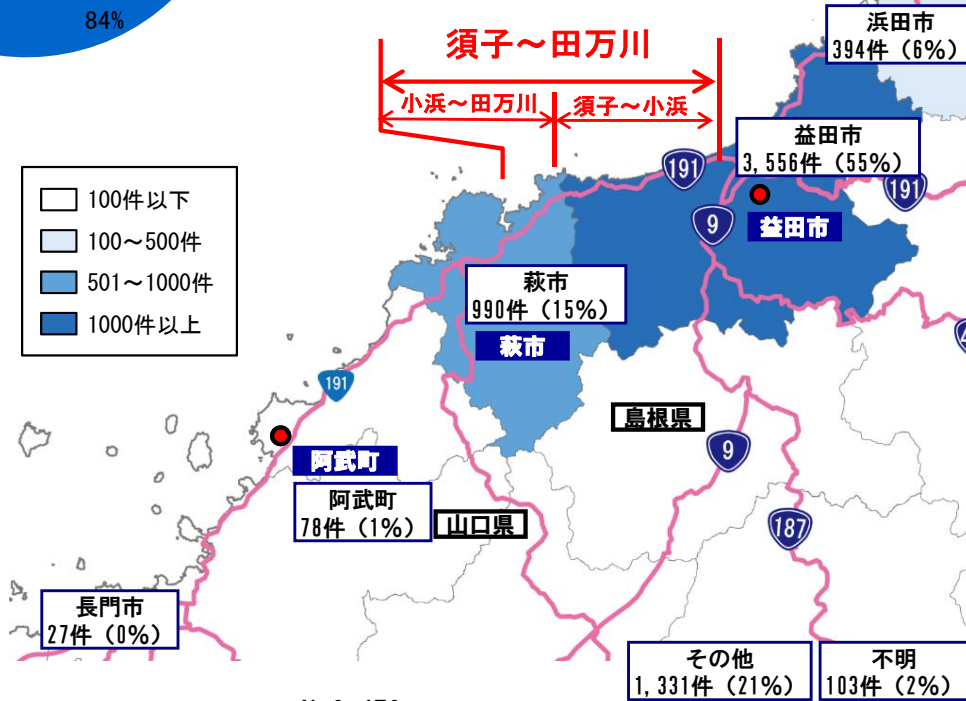 84%
浜田市
394件（6%）
須子～田万川
小浜～田万川
須子～小浜
益田市
3,556件（55%）
191
191
9
益田市
100件以下
100～500件
501～1000件
1000件以上
萩市
990件（15%）
萩市
191
島根県
9
阿武町
阿武町
78件（1%）
山口県
187
長門市
27件（0%）
その他
1,331件（21%）
不明
103件（2%）